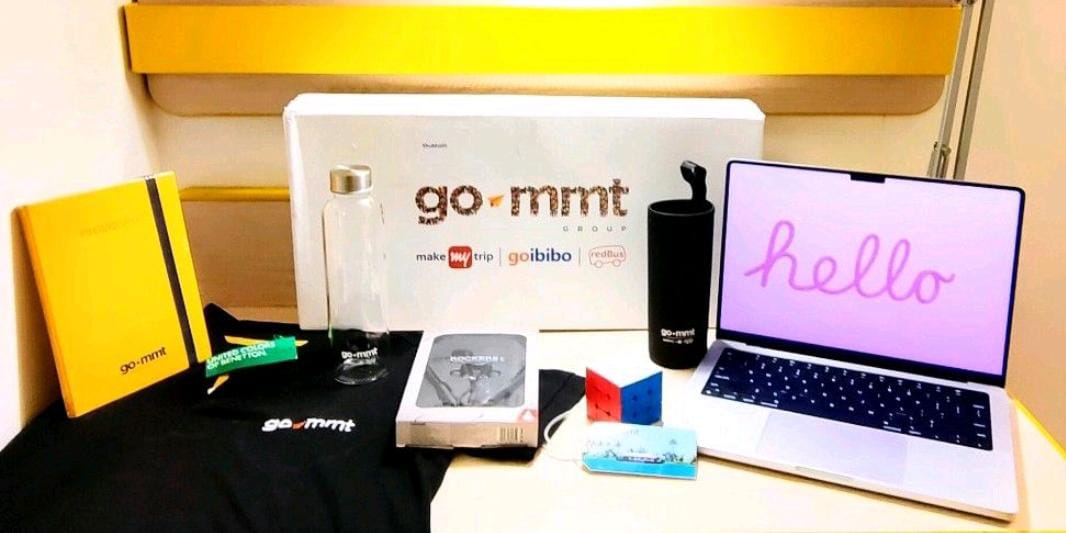 go mmt
GROUP
make my trip | goibibo | redBus
go mmt
UNITED COLORS
OF BENETTON.
go mmt
go mmt
ROCKERZ
go mmt
hello